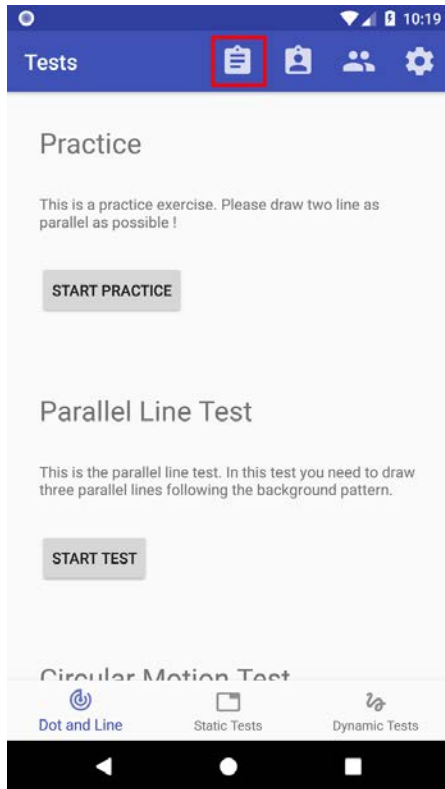 10:19
Tests
Practice
This is a practice exercise. Please draw two line as
parallel as possible !
START PRACTICE
Parallel Line Test
This is the parallel line test. In this test you need to draw
three parallel lines following the background pattern.
START TEST
Circular Motion Test
Dot and Line
Static Tests
Dynamic Tests